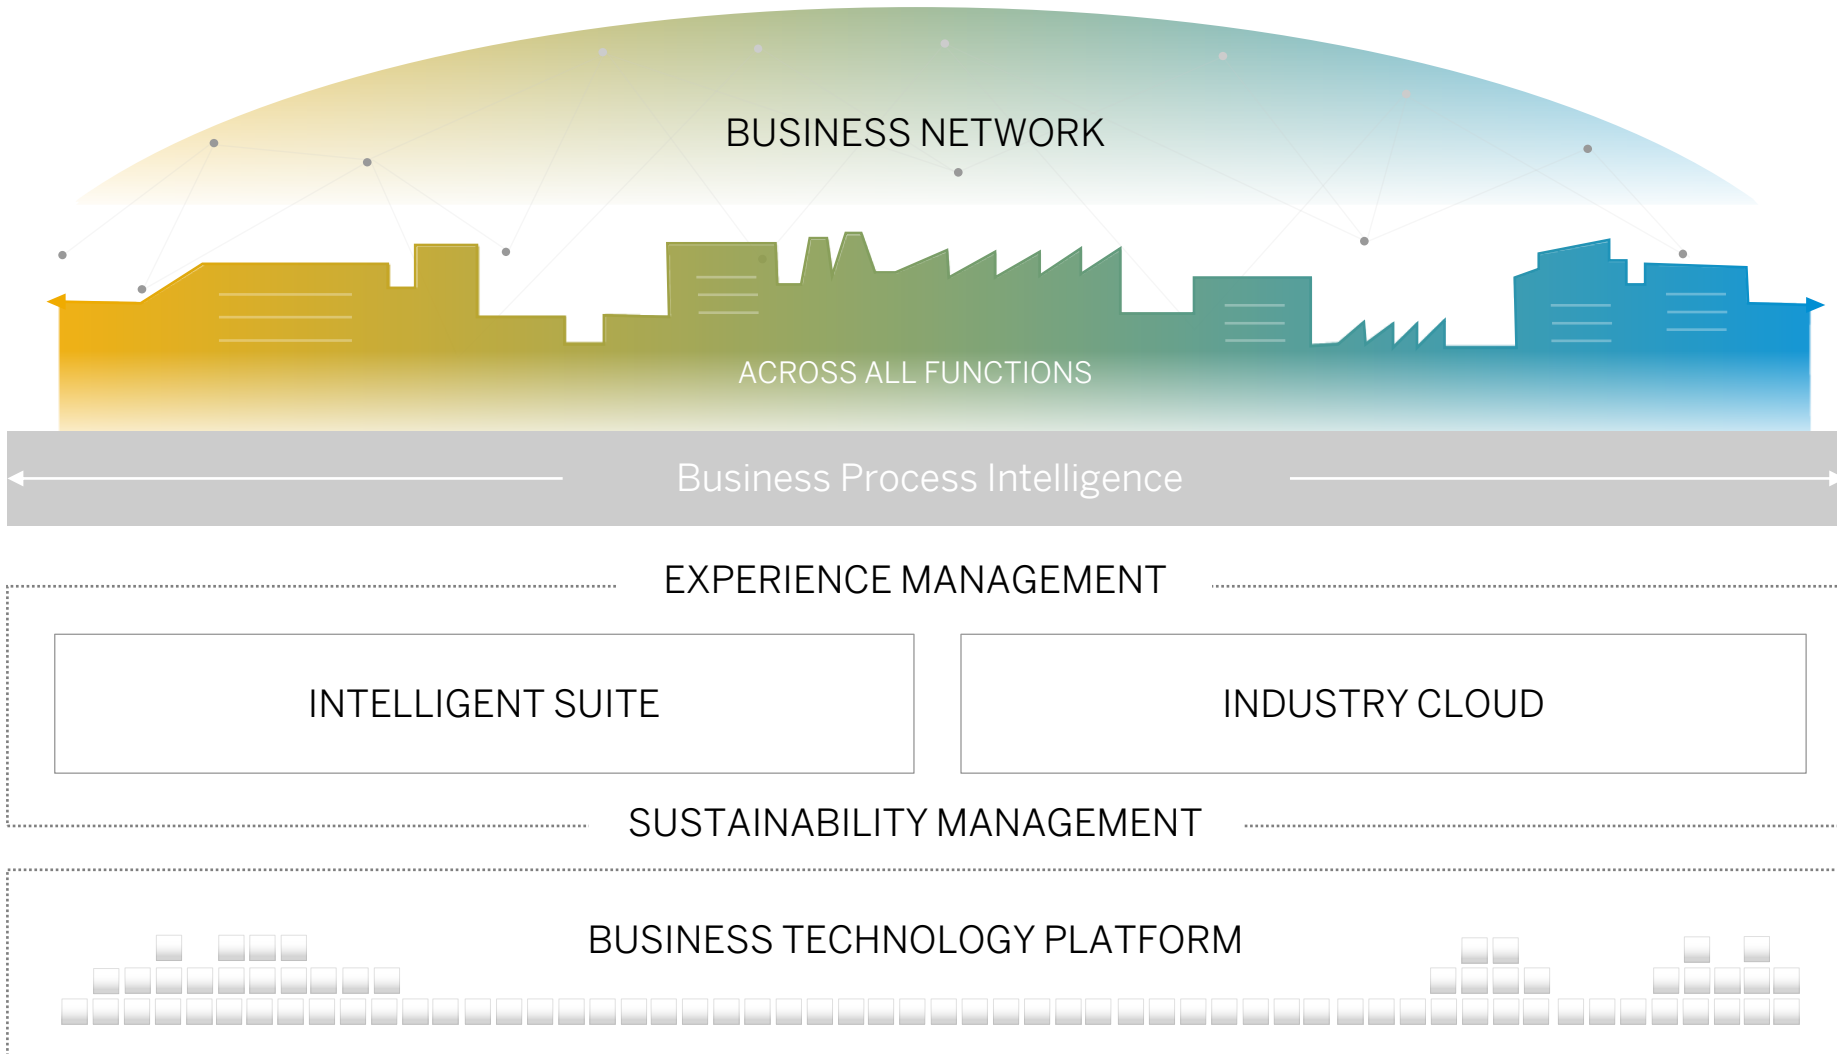 BUSINESS NETWORK
ACROSS ALL FUNCTIONS
Business Process Intelligence
EXPERIENCE MANAGEMENT
INTELLIGENT SUITE
INDUSTRY CLOUD
SUSTAINABILITY MANAGEMENT
BUSINESS TECHNOLOGY PLATFORM